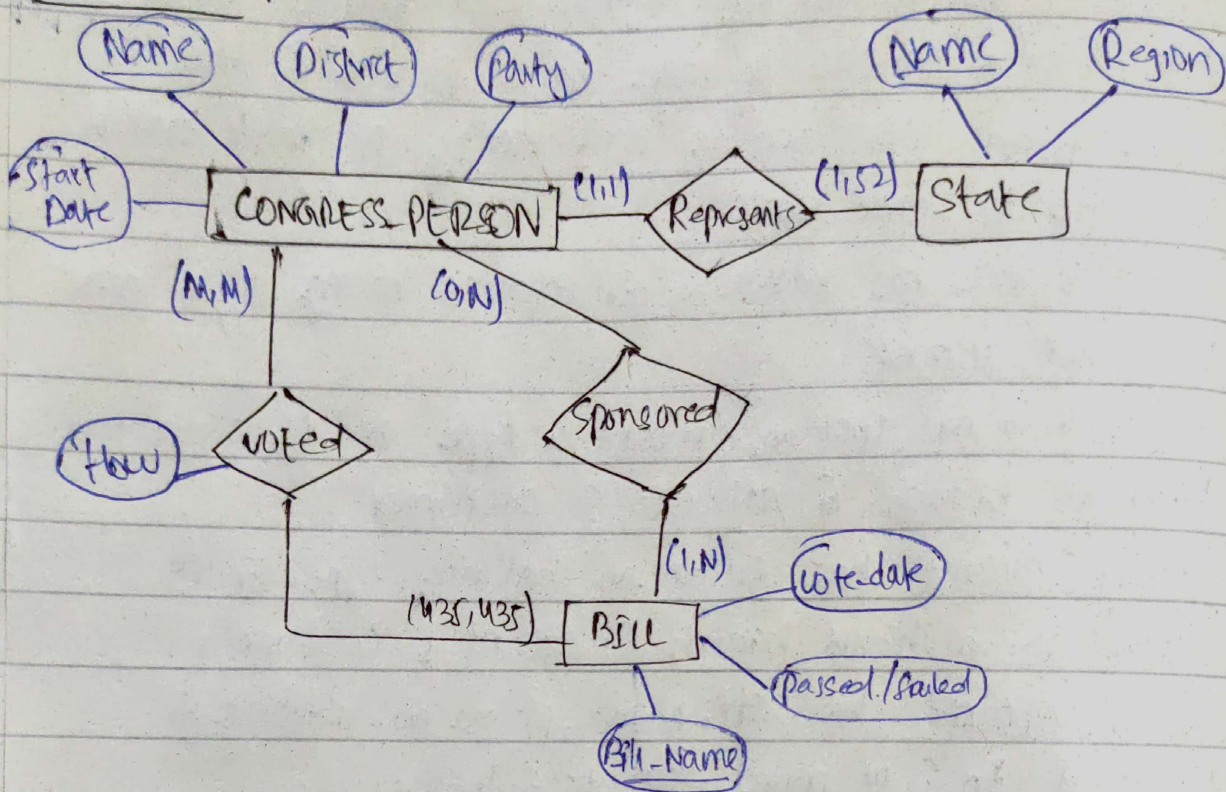 Name
District
Party
Name
Region
Start
Date
CONGRESS_PERSON
(1,1)
Represents
(1,52)
State
(M,M)
(0,N)
How
voted
Sponsored
(1,N)
vote-date
(435,435)
BILL
passed/failed
Bill_Name